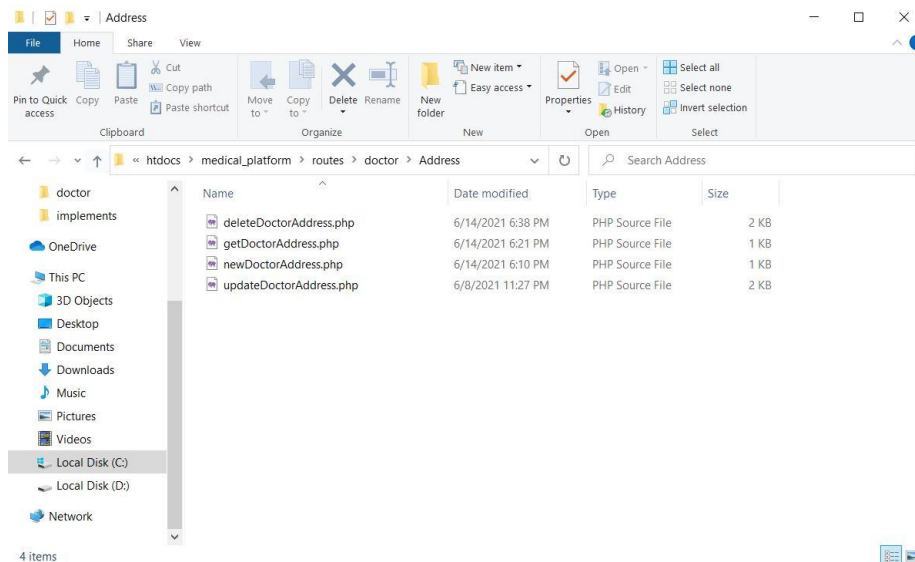 Address
File Home Share View
Pin to Quick access
Copy
Paste
Cut
Copy path
Paste shortcut
Clipboard
Move to
Copy to
Delete
Rename
Organize
New folder
New item
Easy access
New
Properties
Open
Edit
History
Open
Select all
Select none
Invert selection
Select
« htdocs > medical_platform > routes > doctor > Address
Search Address
doctor
implements
OneDrive
This PC
3D Objects
Desktop
Documents
Downloads
Music
Pictures
Videos
Local Disk (C:)
Local Disk (D:)
Network
Name Date modified Type Size
deleteDoctorAddress.php 6/14/2021 6:38 PM PHP Source File 2 KB
getDoctorAddress.php 6/14/2021 6:21 PM PHP Source File 1 KB
newDoctorAddress.php 6/14/2021 6:10 PM PHP Source File 1 KB
updateDoctorAddress.php 6/8/2021 11:27 PM PHP Source File 2 KB
4 items